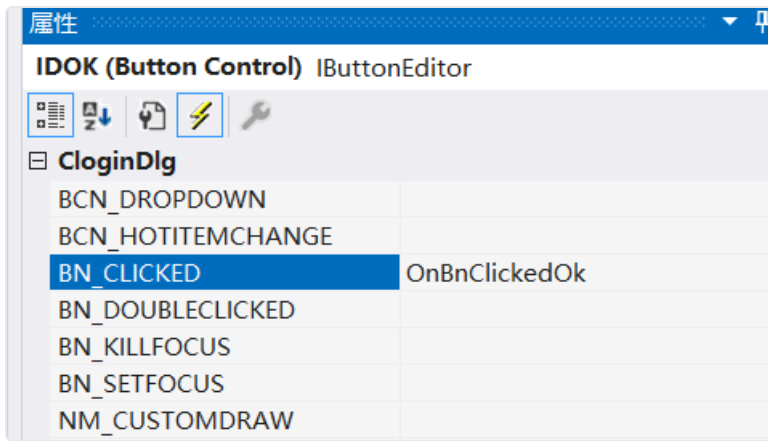 属性
IDOK (Button Control) IButtonEditor
CloginDlg
BCN_DROPDOWN
BCN_HOTITEMCHANGE
BN_CLICKED OnBnClickedOk
BN_DOUBLECLICKED
BN_KILLFOCUS
BN_SETFOCUS
NM_CUSTOMDRAW